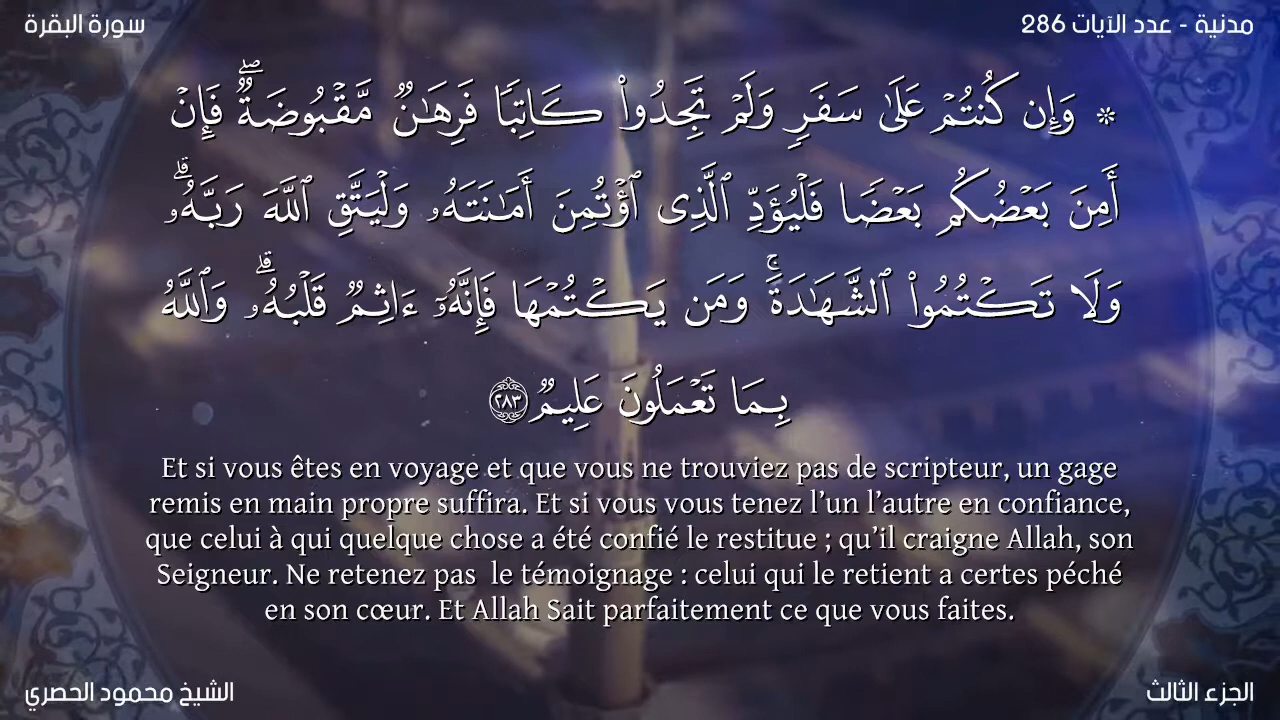 سورة البقرة
مدنية - عدد الآيات 286
۞ وَإِن كُنتُمْ عَلَىٰ سَفَرٍ وَلَمْ تَجِدُوا۟ كَاتِبًا فَرِهَـٰنٌ مَّقْبُوضَةٌ ۖ فَإِنْ
أَمِنَ بَعْضُكُم بَعْضًا فَلْيُؤَدِّ ٱلَّذِى ٱؤْتُمِنَ أَمَـٰنَتَهُۥ وَلْيَتَّقِ ٱللَّهَ رَبَّهُۥ ۗ
وَلَا تَكْتُمُوا۟ ٱلشَّهَـٰدَةَ ۚ وَمَن يَكْتُمْهَا فَإِنَّهُۥٓ ءَاثِمٌ قَلْبُهُۥ ۗ وَٱللَّهُ
بِمَا تَعْمَلُونَ عَلِيمٌ ٢٨٣
Et si vous êtes en voyage et que vous ne trouviez pas de scripteur, un gage
remis en main propre suffira. Et si vous vous tenez l’un l’autre en confiance,
que celui à qui quelque chose a été confié le restitue ; qu’il craigne Allah, son
Seigneur. Ne retenez pas  le témoignage : celui qui le retient a certes péché
en son cœur. Et Allah Sait parfaitement ce que vous faites.
الشيخ محمود الحصري
الجزء الثالث